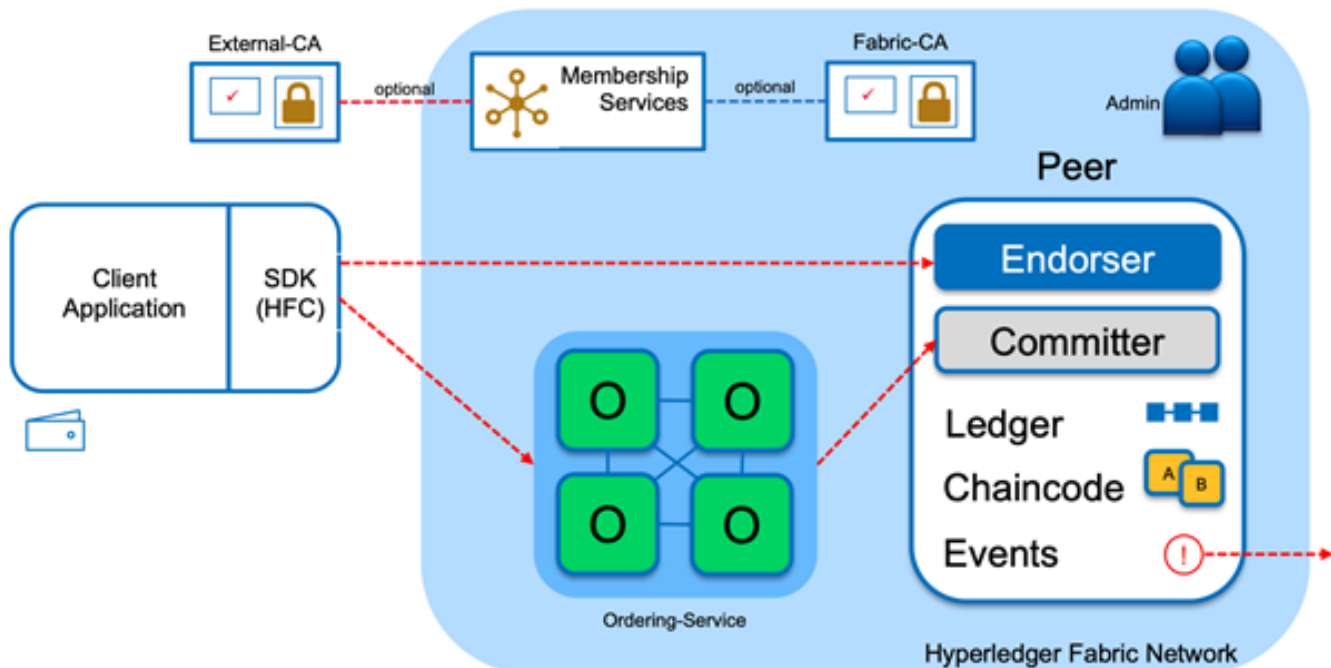 External-CA
Fabric-CA
optional
Membership
Services
optional
Admin
Peer
Client
Application
SDK
(HFC)
Endorser
Committer
O
O
O
O
Ledger
Chaincode
A
B
Events
!
Ordering-Service
Hyperledger Fabric Network